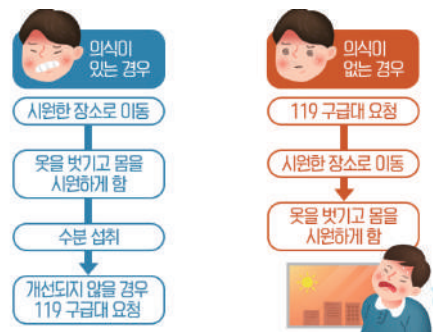 의식이
있는 경우
시원한 장소로 이동
옷을 벗기고 몸을
시원하게 함
수분 섭취
개선되지 않을 경우
119 구급대 요청
의식이
없는 경우
119 구급대 요청
시원한 장소로 이동
옷을 벗기고 몸을
시원하게 함